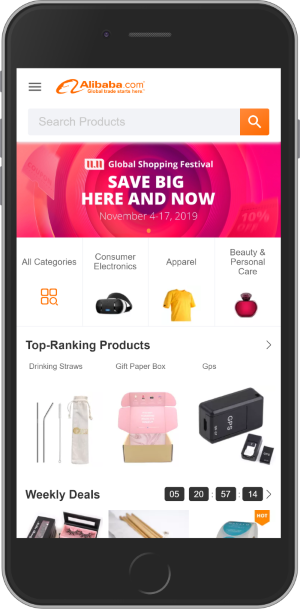 Alibaba.com
Global trade starts here.
Search Products
11.11 Global Shopping Festival
SAVE BIG
HERE AND NOW
November 4-17, 2019
10%
OFF
All Categories
Consumer
Electronics
Apparel
Beauty &
Personal
Care
Top-Ranking Products
Drinking Straws
Gift Paper Box
Gps
GPS
Weekly Deals
05 : 20 : 57 : 14
HOT